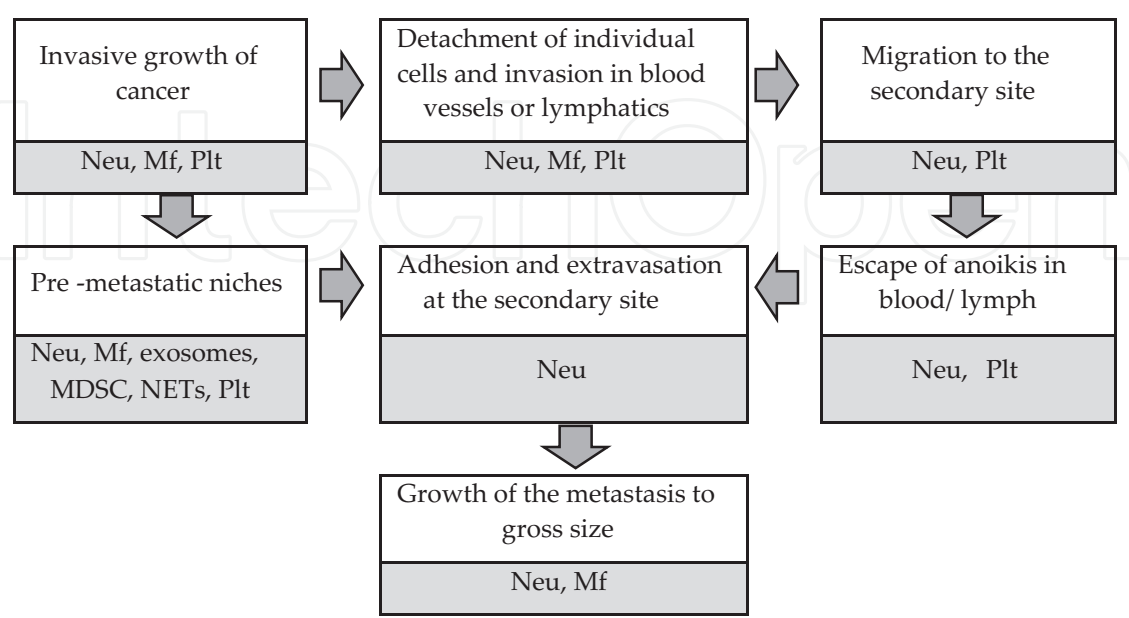 Invasive growth of
cancer
Neu, Mf, Plt
Detachment of individual
cells and invasion in blood
vessels or lymphatics
Neu, Mf, Plt
Migration to the
secondary site
Neu, Plt
Pre -metastatic niches
Neu, Mf, exosomes,
MDSC, NETs, Plt
Adhesion and extravasation
at the secondary site
Neu
Escape of anoikis in
blood/ lymph
Neu, Plt
Growth of the metastasis to
gross size
Neu, Mf
IntechOpen